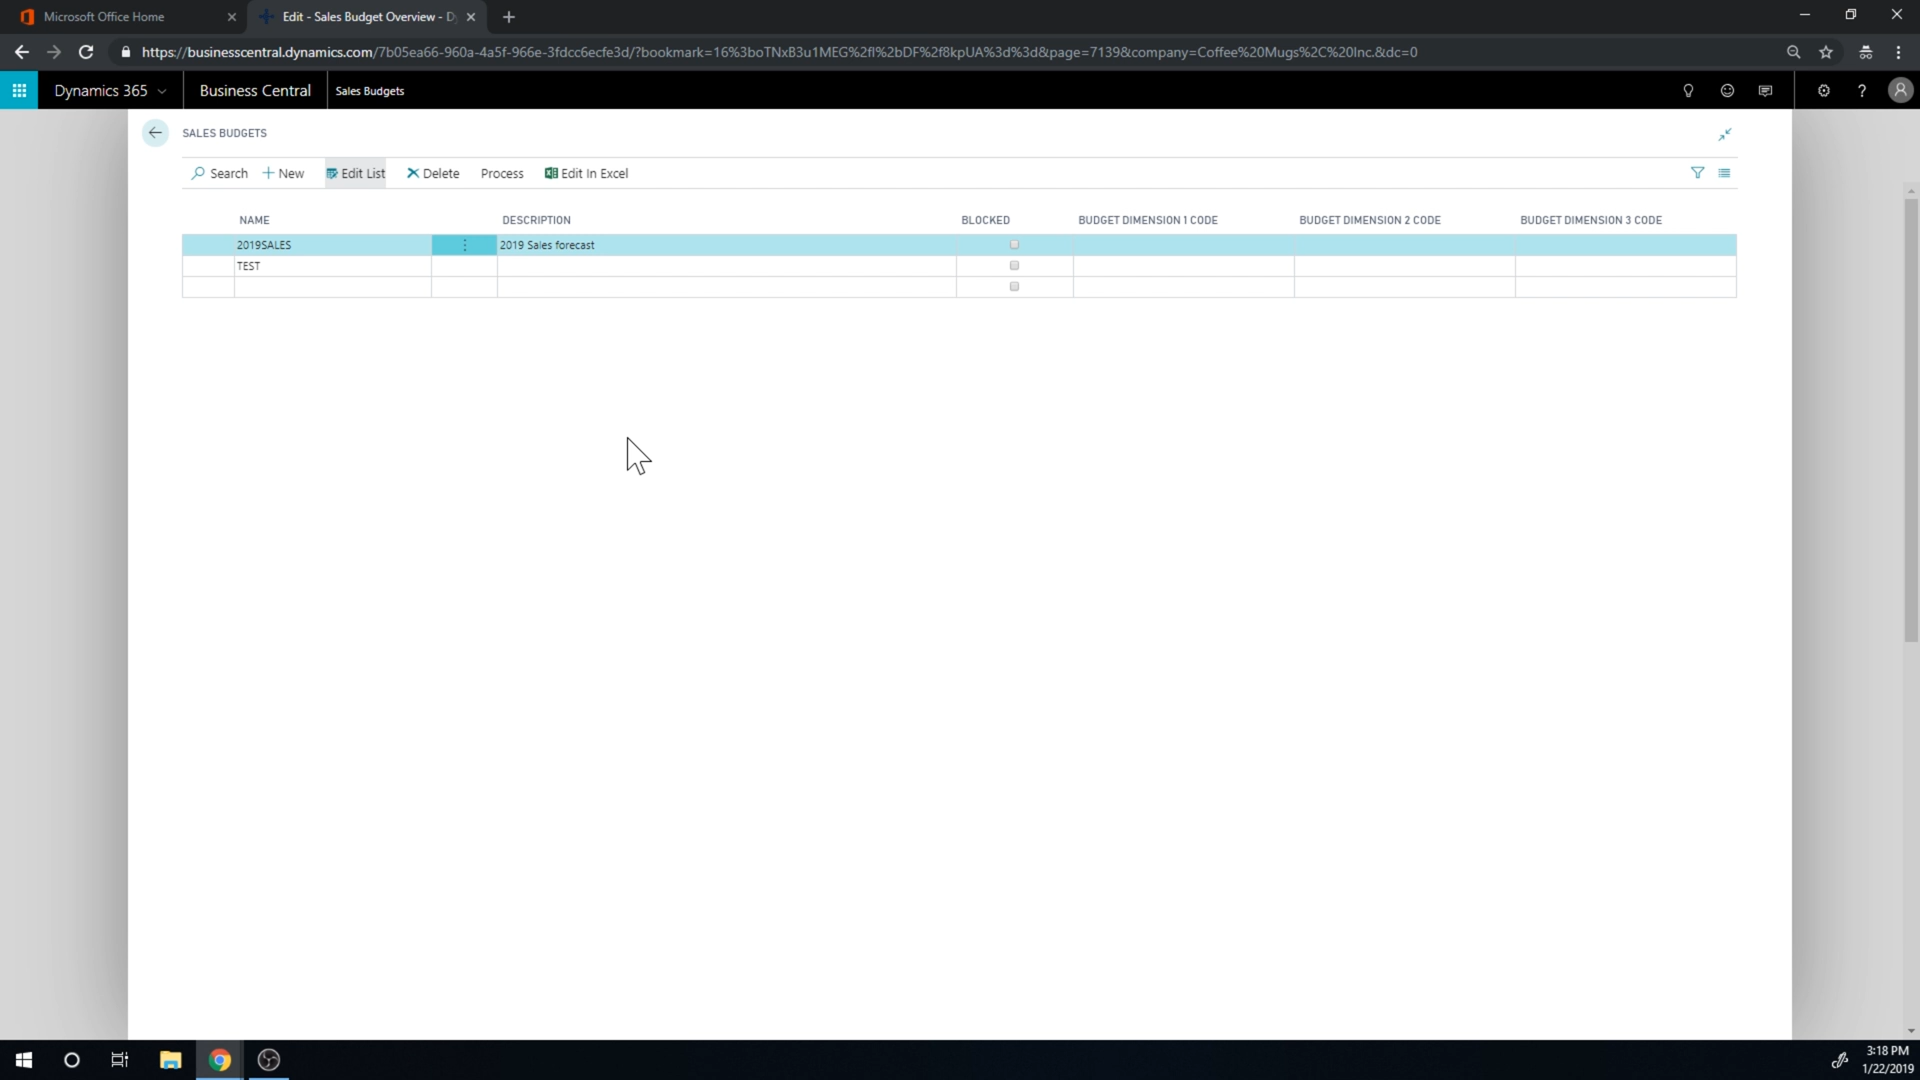 Microsoft Office Home
Edit - Sales Budget Overview - D
https://businesscentral.dynamics.com/7b05ea66-960a-4a5f-966e-3fdcc6ecfe3d/?bookmark=16%3boTNxB3u1MEG%2fl%2bDF%2f8kpUA%3d%3d&page=7139&company=Coffee%20Mugs%2C%20Inc.&dc=0
Dynamics 365 Business Central Sales Budgets ?
SALES BUDGETS
Search New Edit List Delete Process Edit In Excel
NAME DESCRIPTION BLOCKED BUDGET DIMENSION 1 CODE BUDGET DIMENSION 2 CODE BUDGET DIMENSION 3 CODE
2019SALES 2019 Sales forecast
TEST
3:18 PM
1/22/2019